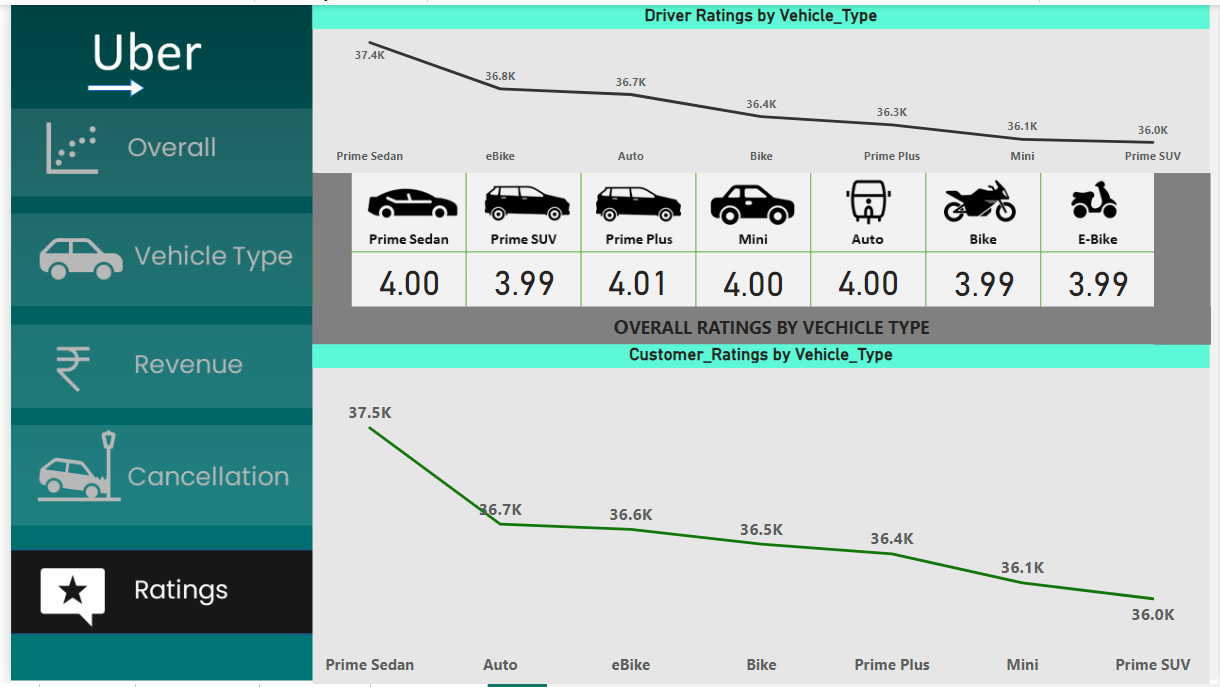 Uber
Overall
Vehicle Type
₹
Revenue
Cancellation
Ratings
Driver Ratings by Vehicle_Type
37.4K
36.8K
36.7K
36.4K
36.3K
36.1K
36.0K
Prime Sedan
eBike
Auto
Bike
Prime Plus
Mini
Prime SUV
Prime Sedan
Prime SUV
Prime Plus
Mini
Auto
Bike
E-Bike
4.00
3.99
4.01
4.00
4.00
3.99
3.99
OVERALL RATINGS BY VECHICLE TYPE
Customer_Ratings by Vehicle_Type
37.5K
36.7K
36.6K
36.5K
36.4K
36.1K
36.0K
Prime Sedan
Auto
eBike
Bike
Prime Plus
Mini
Prime SUV